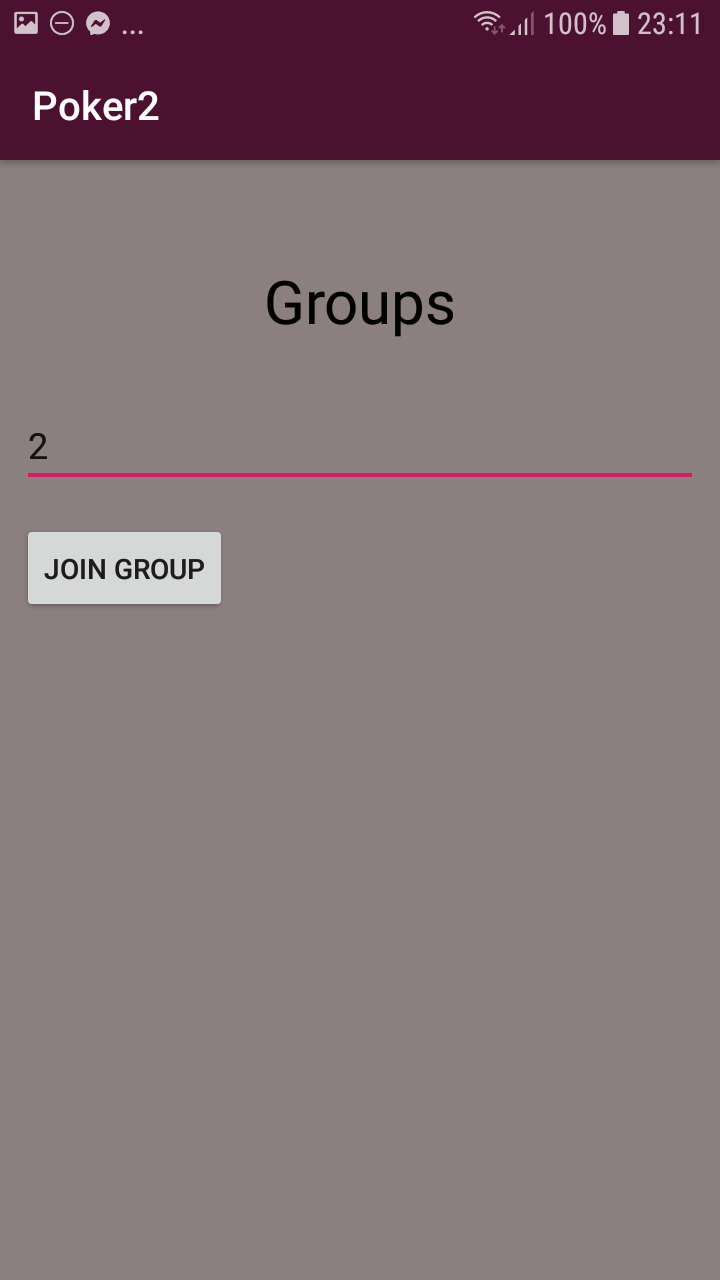 ... 100% 23:11
Poker2
Groups
2
JOIN GROUP